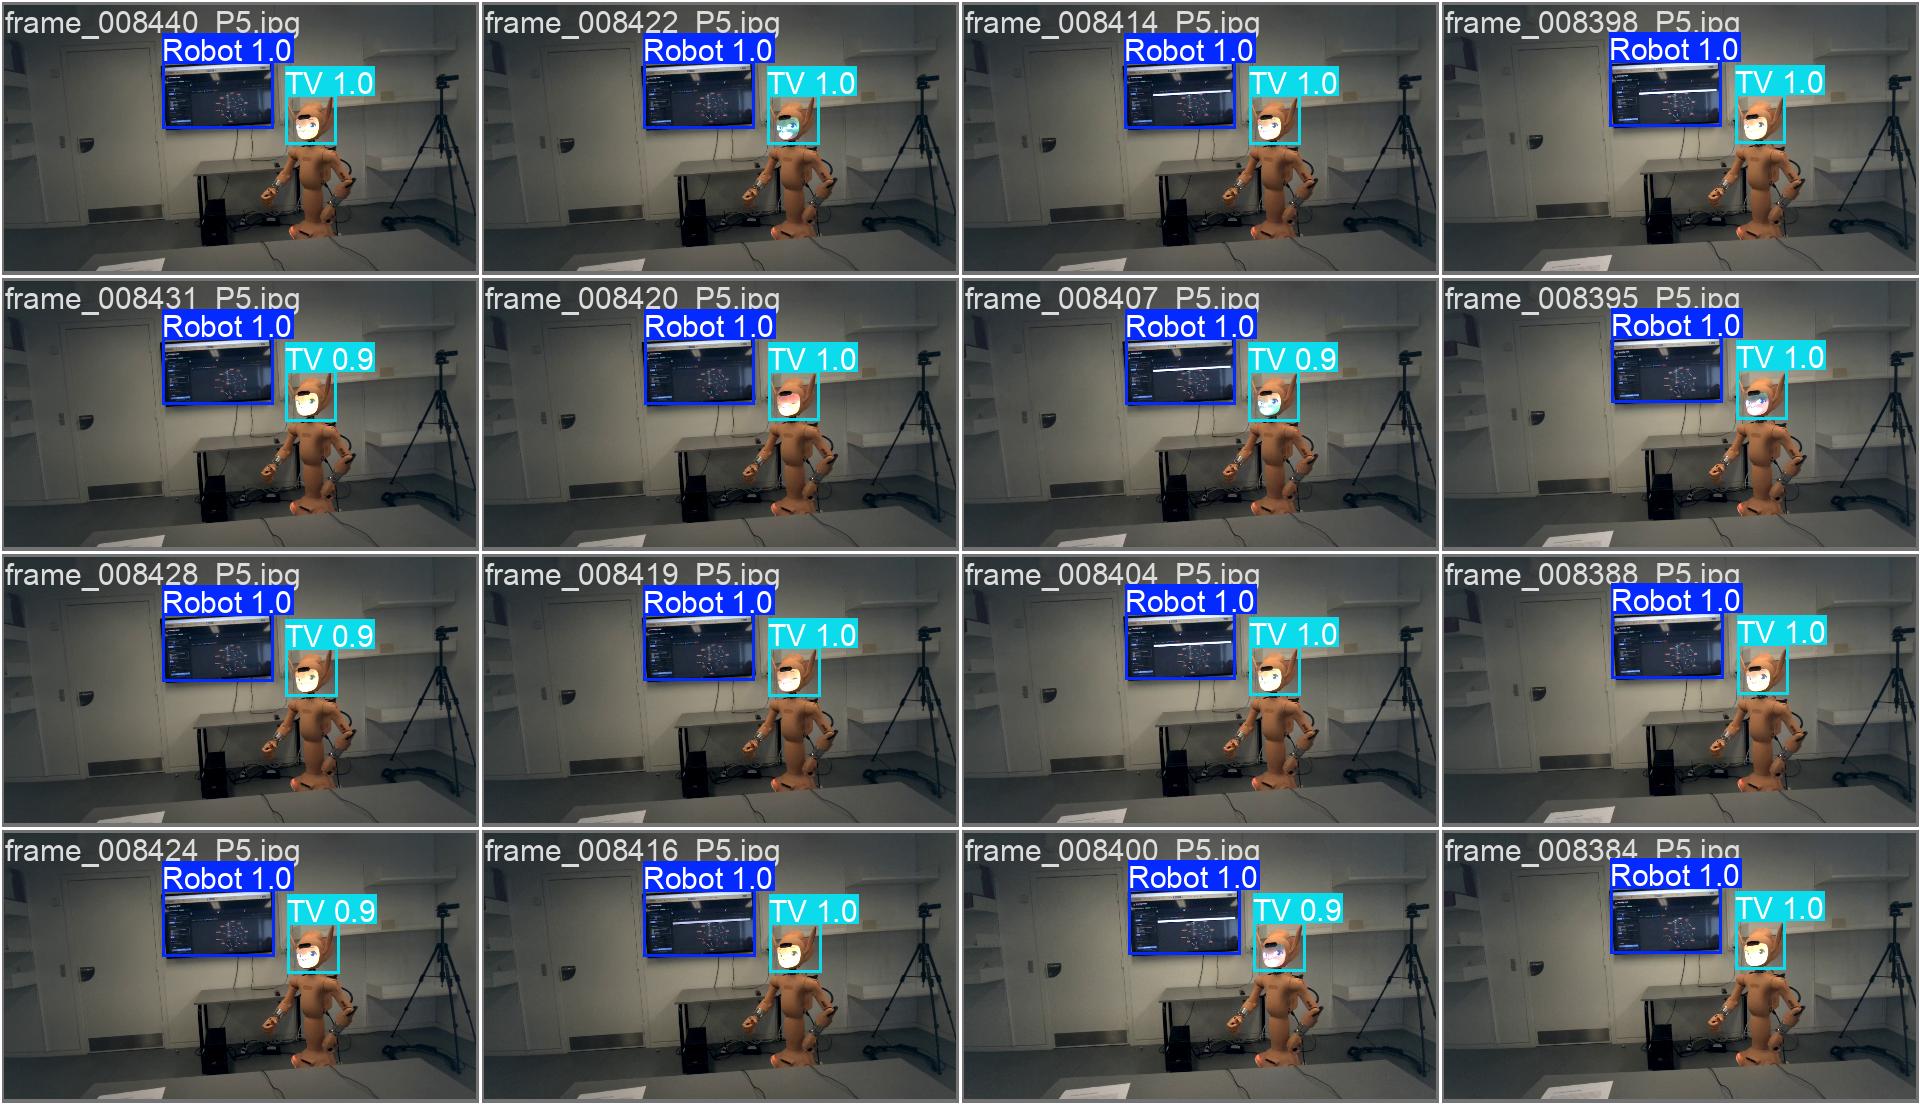 frame_008440_P5.jpg
Robot 1.0
TV 1.0
frame_008422_P5.jpg
Robot 1.0
TV 1.0
frame_008414_P5.jpg
Robot 1.0
TV 1.0
frame_008398_P5.jpg
Robot 1.0
TV 1.0
frame_008431_P5.jpg
Robot 1.0
TV 0.9
frame_008420_P5.jpg
Robot 1.0
TV 1.0
frame_008407_P5.jpg
Robot 1.0
TV 0.9
frame_008395_P5.jpg
Robot 1.0
TV 1.0
frame_008428_P5.jpg
Robot 1.0
TV 0.9
frame_008419_P5.jpg
Robot 1.0
TV 1.0
frame_008404_P5.jpg
Robot 1.0
TV 1.0
frame_008388_P5.jpg
Robot 1.0
TV 1.0
frame_008424_P5.jpg
Robot 1.0
TV 0.9
frame_008416_P5.jpg
Robot 1.0
TV 1.0
frame_008400_P5.jpg
Robot 1.0
TV 0.9
frame_008384_P5.jpg
Robot 1.0
TV 1.0